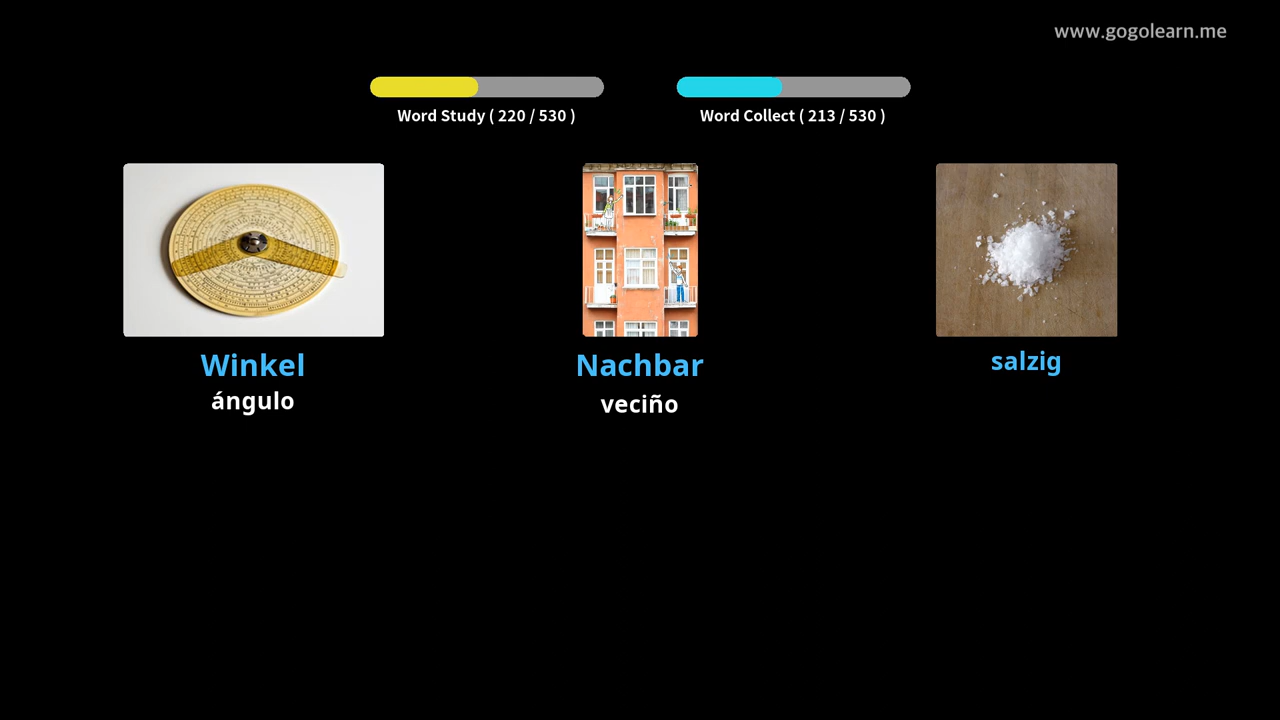 www.gogolearn.me
Word Study ( 220 / 530 )
Word Collect ( 213 / 530 )
Winkel
ángulo
Nachbar
veciño
salzig